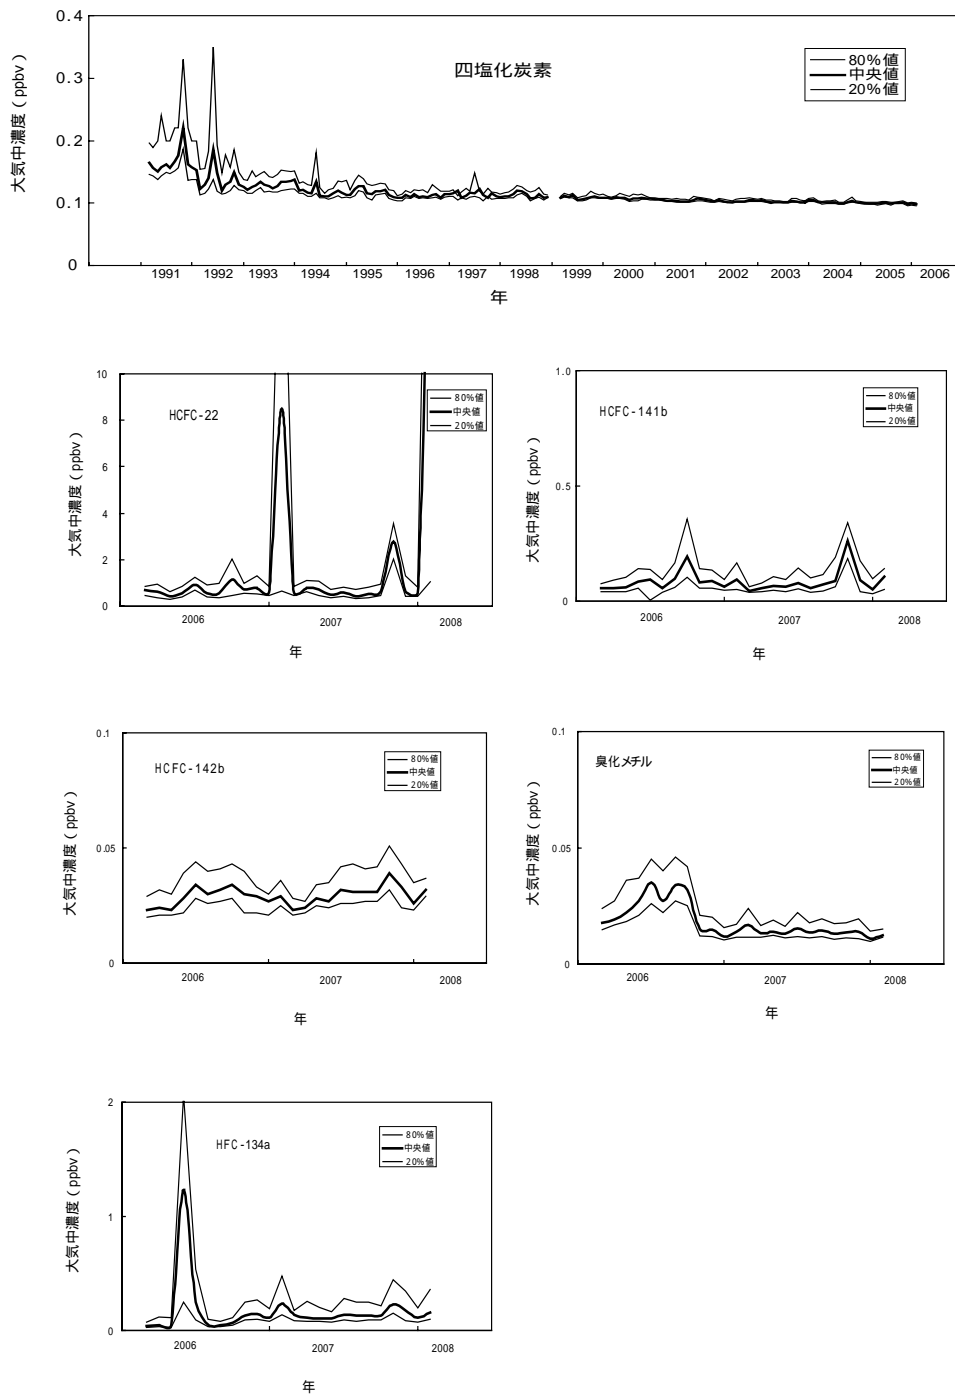 0.4
0.3
0.2
0.1
0
大気中濃度（ppbv）
四塩化炭素
80%値
中央値
20%値
1991 1992 1993 1994 1995 1996 1997 1998 1999 2000 2001 2002 2003 2004 2005 2006
年
10
8
6
4
2
0
大気中濃度（ppbv）
HCFC-22
80%値
中央値
20%値
2006 2007 2008
年
1.0
0.5
0
大気中濃度（ppbv）
HCFC-141b
80%値
中央値
20%値
2006 2007 2008
年
0.1
0.05
0
大気中濃度（ppbv）
HCFC-142b
80%値
中央値
20%値
2006 2007 2008
年
0.1
0.05
0
大気中濃度（ppbv）
臭化メチル
80%値
中央値
20%値
2006 2007 2008
年
2
1
0
大気中濃度（ppbv）
HFC-134a
80%値
中央値
20%値
2006 2007 2008
年